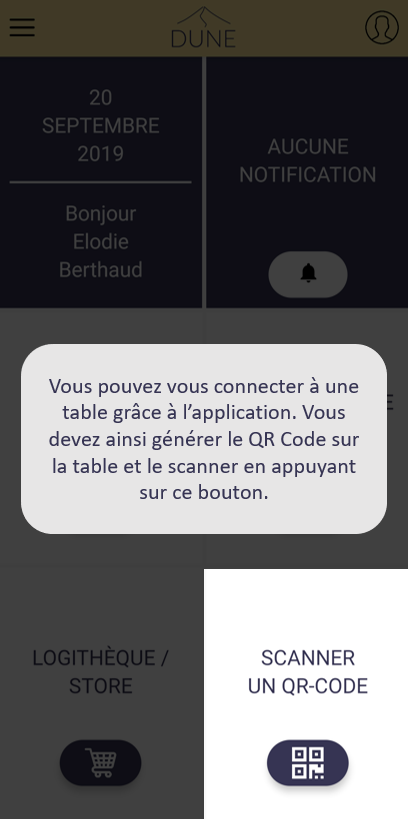 DUNE
20
SEPTEMBRE
2019
Bonjour
Elodie
Berthaud
AUCUNE
NOTIFICATION
Vous pouvez vous connecter à une
table grâce à l’application. Vous
devez ainsi générer le QR Code sur
la table et le scanner en appuyant
sur ce bouton.
LOGITHÈQUE /
STORE
SCANNER
UN QR-CODE